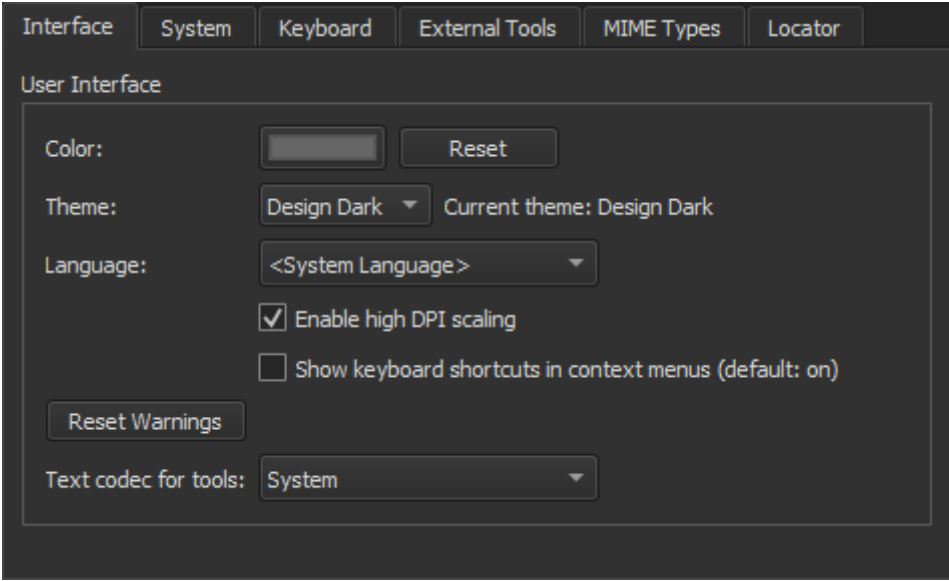 Interface System Keyboard External Tools MIME Types Locator
User Interface
Color: Reset
Theme: Design Dark Current theme: Design Dark
Language: <System Language>
Enable high DPI scaling
Show keyboard shortcuts in context menus (default: on)
Reset Warnings
Text codec for tools: System